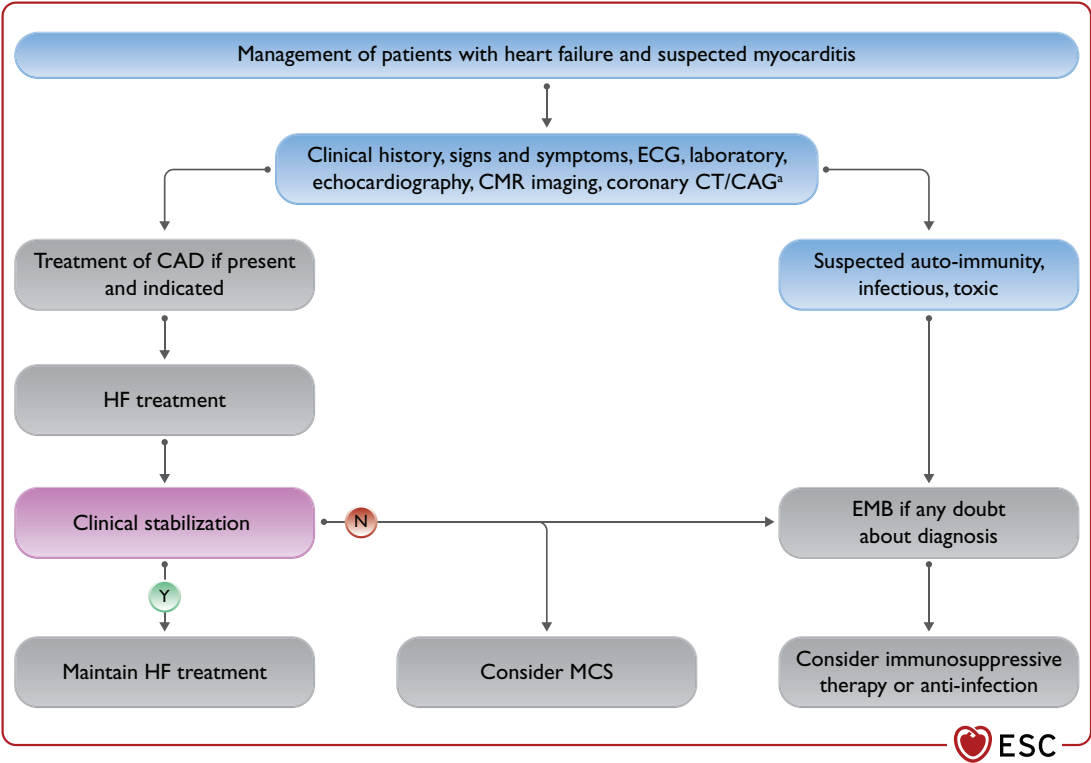 Management of patients with heart failure and suspected myocarditis
Clinical history, signs and symptoms, ECG, laboratory,
echocardiography, CMR imaging, coronary CT/CAGᵃ
Treatment of CAD if present
and indicated
Suspected auto-immunity,
infectious, toxic
HF treatment
Clinical stabilization
N
EMB if any doubt
about diagnosis
Y
Maintain HF treatment
Consider MCS
Consider immunosuppressive
therapy or anti-infection
ESC